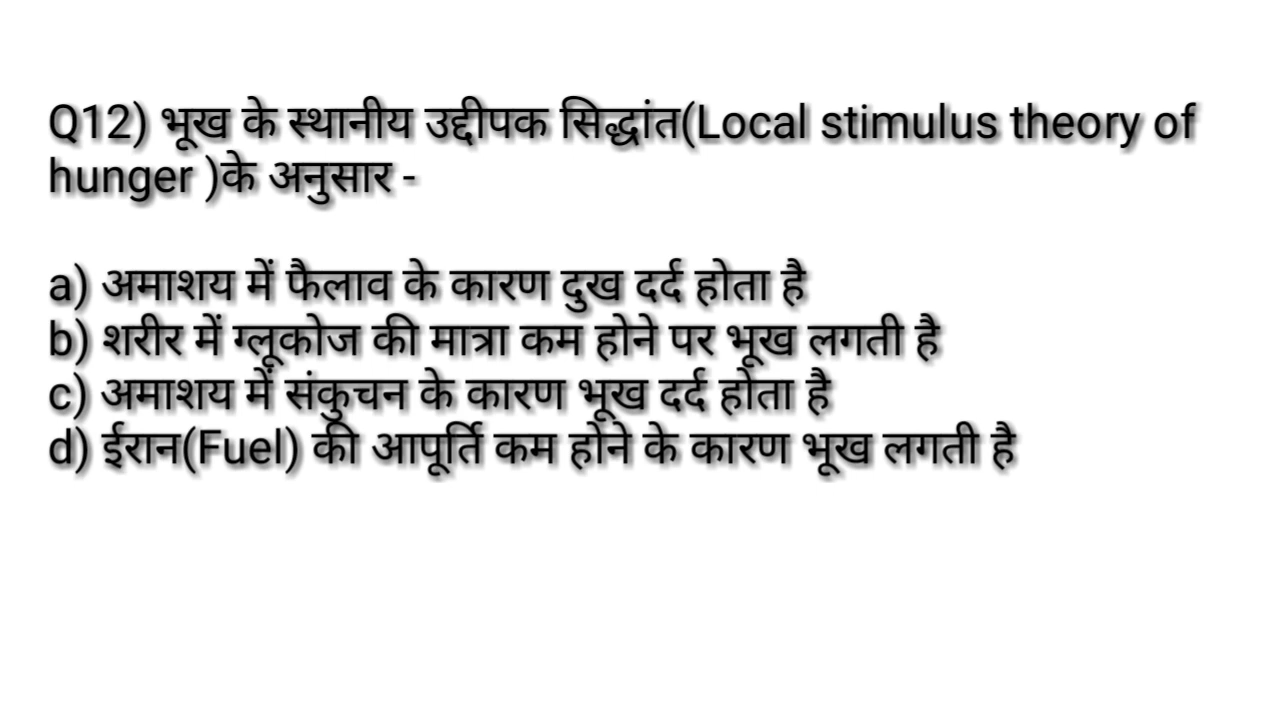 Q12) भूख के स्थानीय उद्दीपक सिद्धांत(Local stimulus theory of
hunger )के अनुसार -
a) अमाशय में फैलाव के कारण दुख दर्द होता है
b) शरीर में ग्लूकोज की मात्रा कम होने पर भूख लगती है
c) अमाशय में संकुचन के कारण भूख दर्द होता है
d) ईरान(Fuel) की आपूर्ति कम होने के कारण भूख लगती है